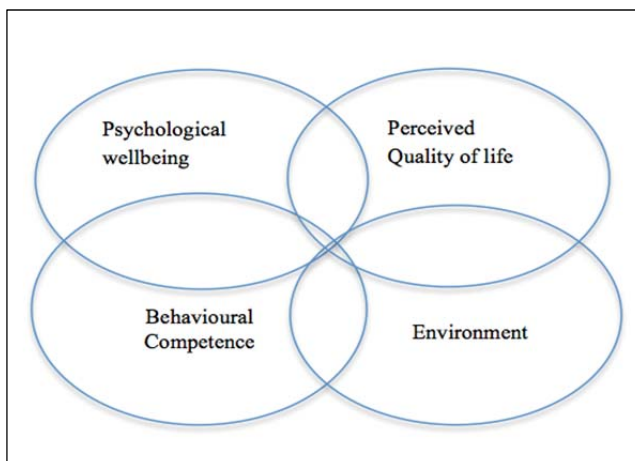 Psychological
wellbeing
Perceived
Quality of life
Behavioural
Competence
Environment